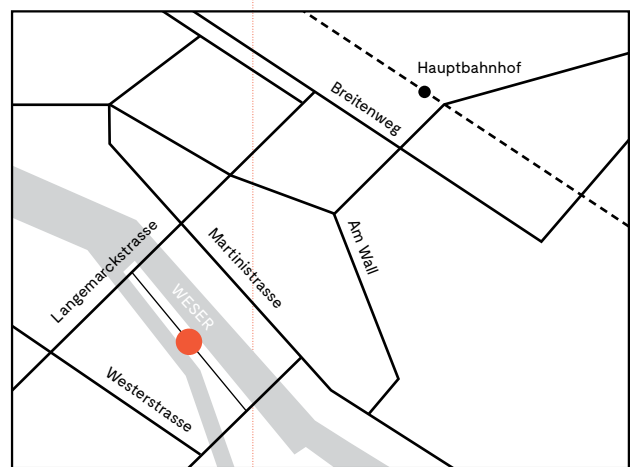 Hauptbahnhof
Breitenweg
Am Wall
Langemarckstrasse
Martinistrasse
WESER
Westerstrasse